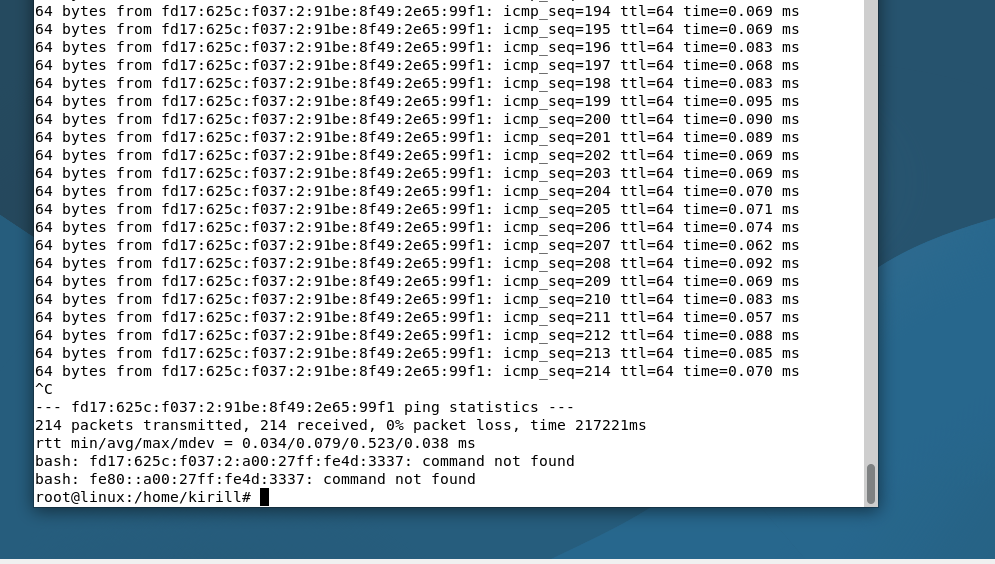 64 bytes from fd17:625c:f037:2:91be:8f49:2e65:99f1: icmp_seq=194 ttl=64 time=0.069 ms
64 bytes from fd17:625c:f037:2:91be:8f49:2e65:99f1: icmp_seq=195 ttl=64 time=0.069 ms
64 bytes from fd17:625c:f037:2:91be:8f49:2e65:99f1: icmp_seq=196 ttl=64 time=0.083 ms
64 bytes from fd17:625c:f037:2:91be:8f49:2e65:99f1: icmp_seq=197 ttl=64 time=0.068 ms
64 bytes from fd17:625c:f037:2:91be:8f49:2e65:99f1: icmp_seq=198 ttl=64 time=0.083 ms
64 bytes from fd17:625c:f037:2:91be:8f49:2e65:99f1: icmp_seq=199 ttl=64 time=0.095 ms
64 bytes from fd17:625c:f037:2:91be:8f49:2e65:99f1: icmp_seq=200 ttl=64 time=0.090 ms
64 bytes from fd17:625c:f037:2:91be:8f49:2e65:99f1: icmp_seq=201 ttl=64 time=0.089 ms
64 bytes from fd17:625c:f037:2:91be:8f49:2e65:99f1: icmp_seq=202 ttl=64 time=0.069 ms
64 bytes from fd17:625c:f037:2:91be:8f49:2e65:99f1: icmp_seq=203 ttl=64 time=0.069 ms
64 bytes from fd17:625c:f037:2:91be:8f49:2e65:99f1: icmp_seq=204 ttl=64 time=0.070 ms
64 bytes from fd17:625c:f037:2:91be:8f49:2e65:99f1: icmp_seq=205 ttl=64 time=0.071 ms
64 bytes from fd17:625c:f037:2:91be:8f49:2e65:99f1: icmp_seq=206 ttl=64 time=0.074 ms
64 bytes from fd17:625c:f037:2:91be:8f49:2e65:99f1: icmp_seq=207 ttl=64 time=0.062 ms
64 bytes from fd17:625c:f037:2:91be:8f49:2e65:99f1: icmp_seq=208 ttl=64 time=0.092 ms
64 bytes from fd17:625c:f037:2:91be:8f49:2e65:99f1: icmp_seq=209 ttl=64 time=0.069 ms
64 bytes from fd17:625c:f037:2:91be:8f49:2e65:99f1: icmp_seq=210 ttl=64 time=0.083 ms
64 bytes from fd17:625c:f037:2:91be:8f49:2e65:99f1: icmp_seq=211 ttl=64 time=0.057 ms
64 bytes from fd17:625c:f037:2:91be:8f49:2e65:99f1: icmp_seq=212 ttl=64 time=0.088 ms
64 bytes from fd17:625c:f037:2:91be:8f49:2e65:99f1: icmp_seq=213 ttl=64 time=0.085 ms
64 bytes from fd17:625c:f037:2:91be:8f49:2e65:99f1: icmp_seq=214 ttl=64 time=0.070 ms
^C
--- fd17:625c:f037:2:91be:8f49:2e65:99f1 ping statistics ---
214 packets transmitted, 214 received, 0% packet loss, time 217221ms
rtt min/avg/max/mdev = 0.034/0.079/0.523/0.038 ms
bash: fd17:625c:f037:2:a00:27ff:fe4d:3337: command not found
bash: fe80::a00:27ff:fe4d:3337: command not found
root@linux:/home/kirill#